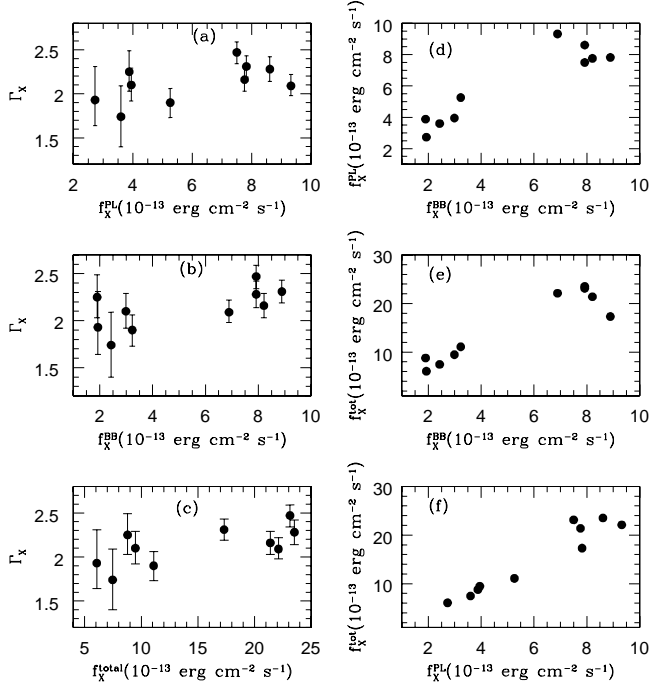 (a)
Γ_X
2.5
2
1.5
2 4 6 8 10
f_X^PL(10^-13 erg cm^-2 s^-1)
(d)
f_X^PL(10^-13 erg cm^-2 s^-1)
10
8
6
4
2
2 4 6 8 10
f_X^BB(10^-13 erg cm^-2 s^-1)
(b)
Γ_X
2.5
2
1.5
2 4 6 8 10
f_X^BB(10^-13 erg cm^-2 s^-1)
(e)
f_X^tot(10^-13 erg cm^-2 s^-1)
30
20
10
2 4 6 8 10
f_X^BB(10^-13 erg cm^-2 s^-1)
(c)
Γ_X
2.5
2
1.5
5 10 15 20 25
f_X^total(10^-13 erg cm^-2 s^-1)
(f)
f_X^tot(10^-13 erg cm^-2 s^-1)
30
20
10
2 4 6 8 10
f_X^PL(10^-13 erg cm^-2 s^-1)